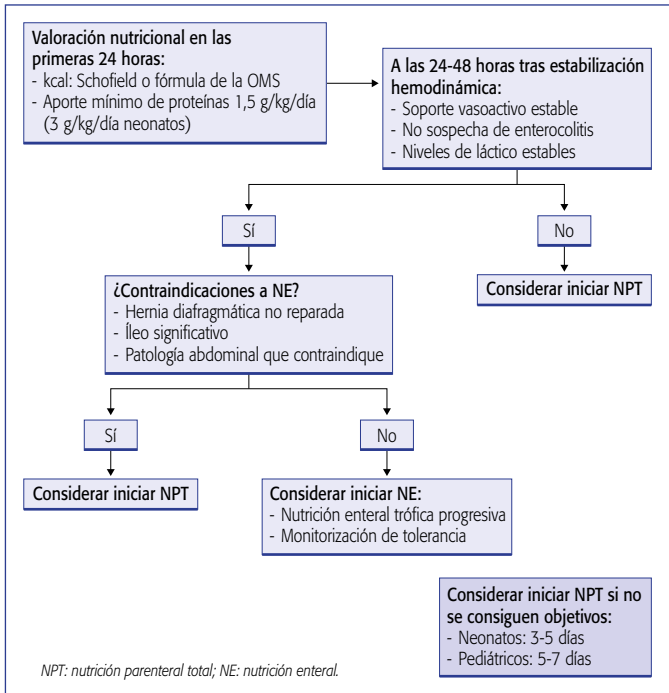 Valoración nutricional en las
primeras 24 horas:
- kcal: Schofield o fórmula de la OMS
- Aporte mínimo de proteínas 1,5 g/kg/día
(3 g/kg/día neonatos)
A las 24-48 horas tras estabilización
hemodinámica:
- Soporte vasoactivo estable
- No sospecha de enterocolitis
- Niveles de láctico estables
Sí
No
¿Contraindicaciones a NE?
- Hernia diafragmática no reparada
- Íleo significativo
- Patología abdominal que contraindique
Considerar iniciar NPT
Sí
No
Considerar iniciar NPT
Considerar iniciar NE:
- Nutrición enteral trófica progresiva
- Monitorización de tolerancia
Considerar iniciar NPT si no
se consiguen objetivos:
- Neonatos: 3-5 días
- Pediátricos: 5-7 días
NPT: nutrición parenteral total; NE: nutrición enteral.